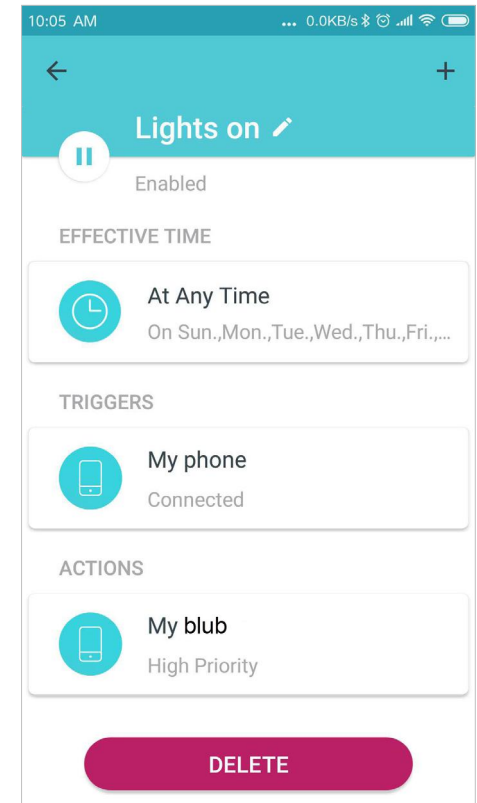 10:05 AM ... 0.0KB/s
Lights on
Enabled
EFFECTIVE TIME
At Any Time
On Sun.,Mon.,Tue.,Wed.,Thu.,Fri.,...
TRIGGERS
My phone
Connected
ACTIONS
My blub
High Priority
DELETE